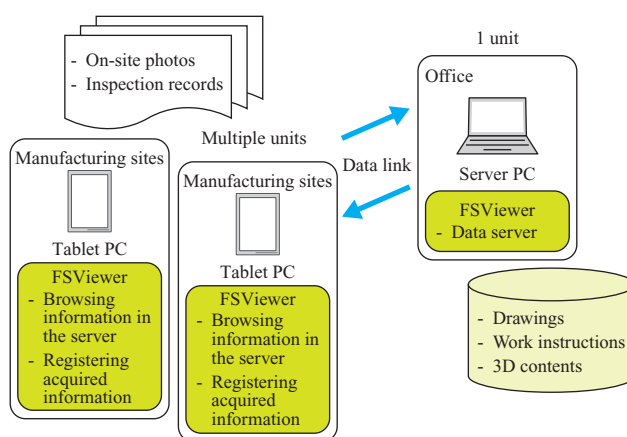 - On-site photos
- Inspection records
Multiple units
Manufacturing sites
Tablet PC
FSViewer
- Browsing
information in
the server
- Registering
acquired
information
Manufacturing sites
Tablet PC
FSViewer
- Browsing
information in
the server
- Registering
acquired
information
Data link
1 unit
Office
Server PC
FSViewer
- Data server
- Drawings
- Work instructions
- 3D contents